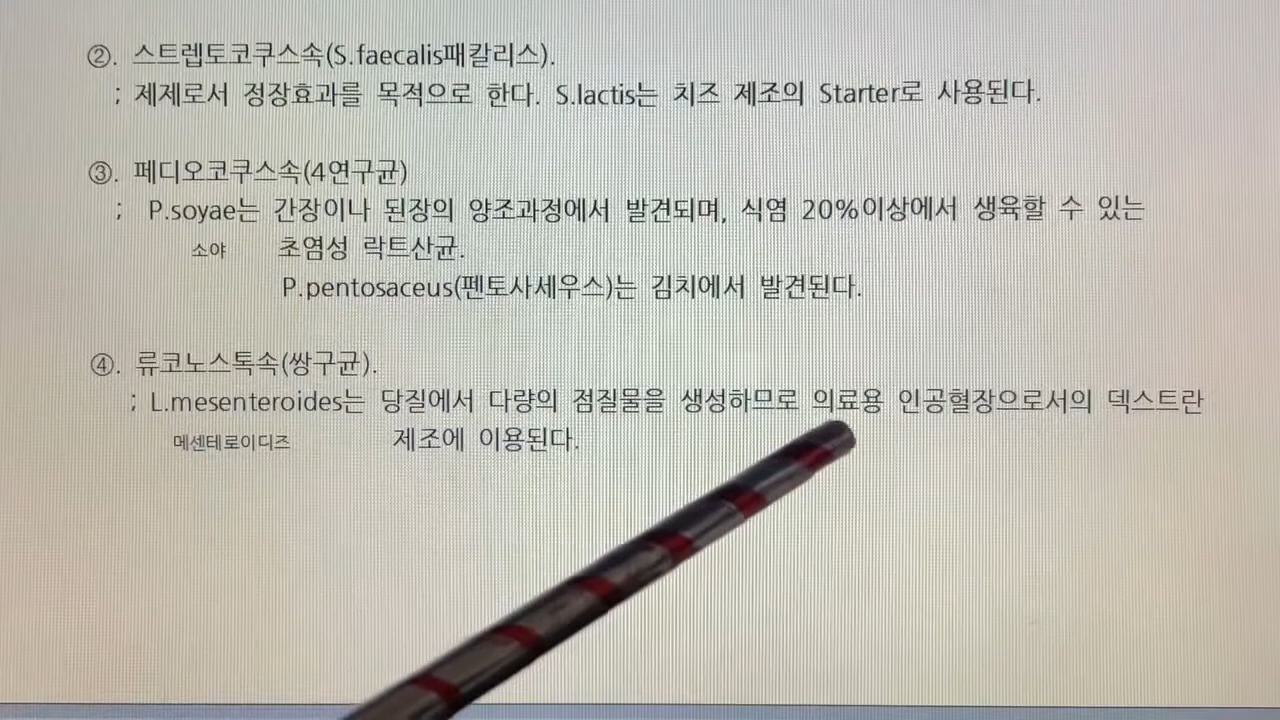 ②. 스트렙토코쿠스속(S.faecalis패칼리스).
; 제제로서 정장효과를 목적으로 한다. S.lactis는 치즈 제조의 Starter로 사용된다.
③. 페디오코쿠스속(4연구균)
; P.soyae는 간장이나 된장의 양조과정에서 발견되며, 식염 20%이상에서 생육할 수 있는
소야 초염성 락트산균.
P.pentosaceus(펜토사세우스)는 김치에서 발견된다.
④. 류코노스톡속(쌍구균).
; L.mesenteroides는 당질에서 다량의 점질물을 생성하므로 의료용 인공혈장으로서의 덱스트란
메센테로이디즈 제조에 이용된다.